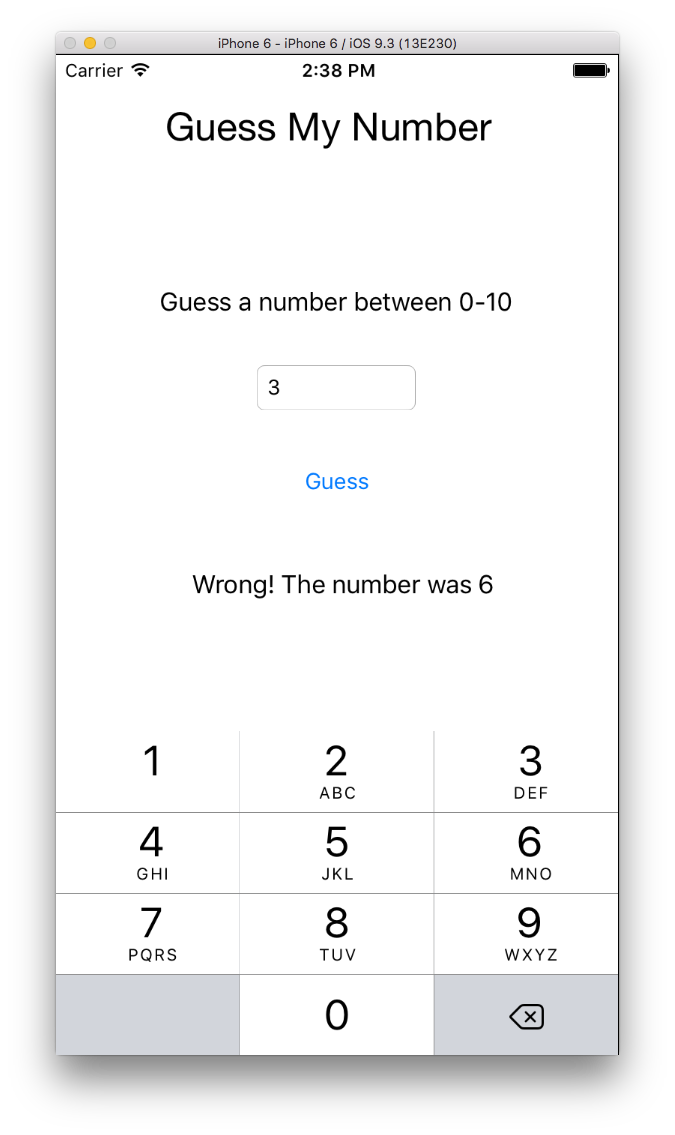 iPhone 6 - iPhone 6 / iOS 9.3 (13E230)
Carrier 2:38 PM
Guess My Number
Guess a number between 0-10
3
Guess
Wrong! The number was 6
1 2 3
ABC DEF
4 5 6
GHI JKL MNO
7 8 9
PQRS TUV WXYZ
0